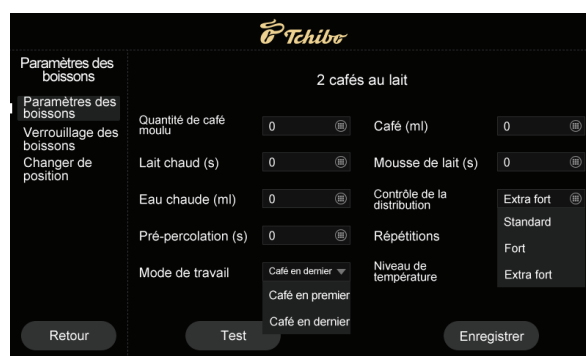 Tchibo
Paramètres des
boissons
Paramètres des
boissons
Verrouillage des
boissons
Changer de
position
Retour
2 cafés au lait
Quantité de café
moulu
0
Café (ml)
0
Lait chaud (s)
0
Mousse de lait (s)
0
Eau chaude (ml)
0
Contrôle de la
distribution
Extra fort
Standard
Fort
Extra fort
Pré-percolation (s)
0
Répétitions
Mode de travail
Café en dernier
Café en premier
Café en dernier
Niveau de
température
Test
Enregistrer